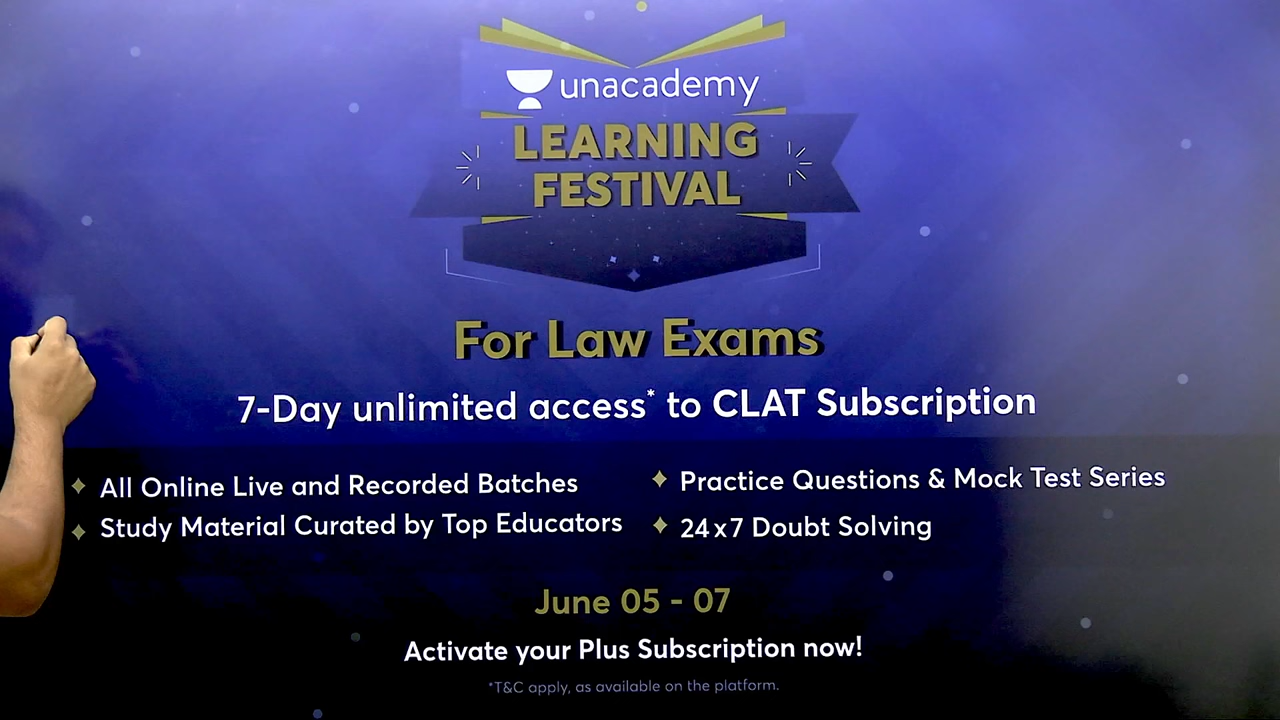 unacademy
LEARNING
FESTIVAL
For Law Exams
7-Day unlimited access* to CLAT Subscription
All Online Live and Recorded Batches
Practice Questions & Mock Test Series
Study Material Curated by Top Educators
24x7 Doubt Solving
June 05 - 07
Activate your Plus Subscription now!
*T&C apply, as available on the platform.